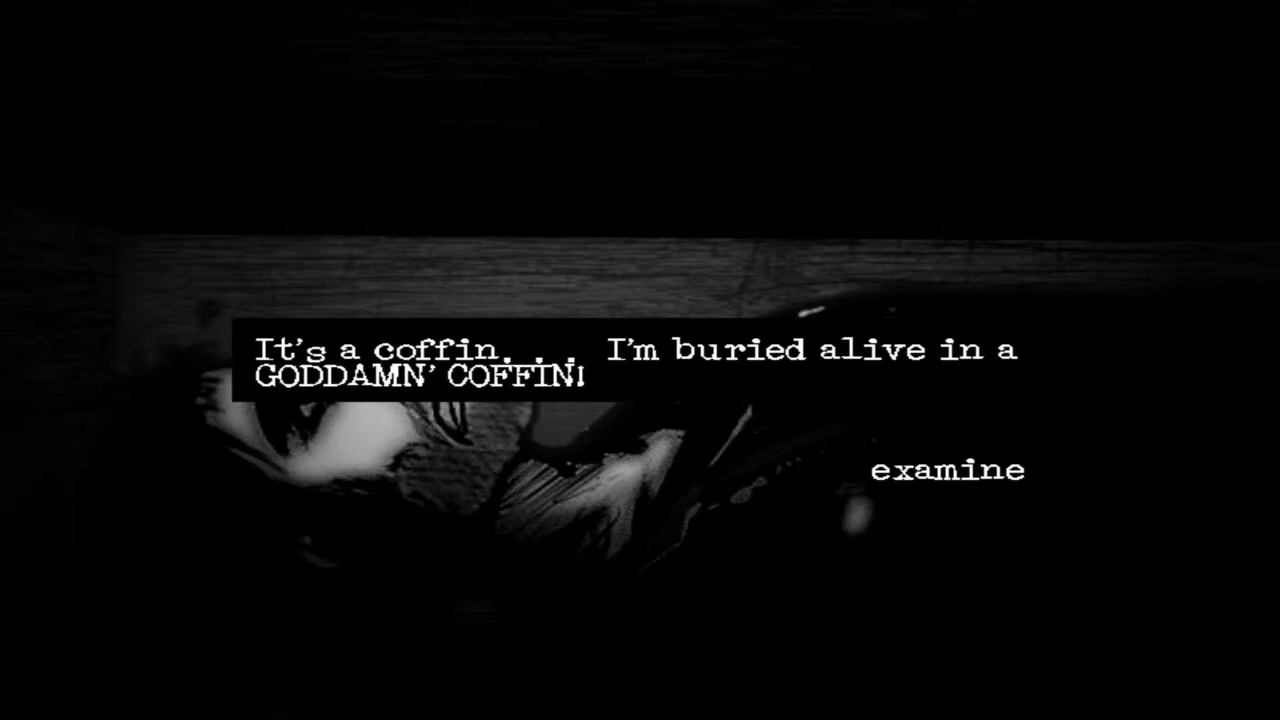 It's a coffin. . . I'm buried alive in a
GODDAMN' COFFIN!
examine